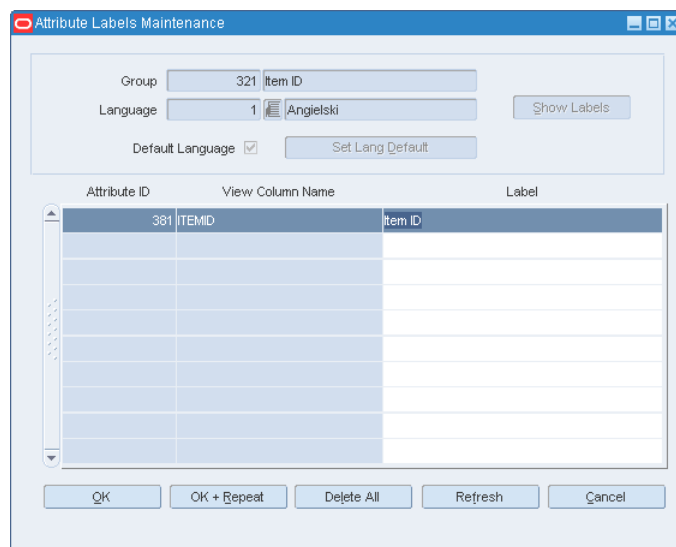 Attribute Labels Maintenance
Group 321 Item ID
Language 1 Angielski Show Labels
Default Language Set Lang Default
Attribute ID View Column Name Label
381 ITEMID Item ID
OK OK + Repeat Delete All Refresh Cancel